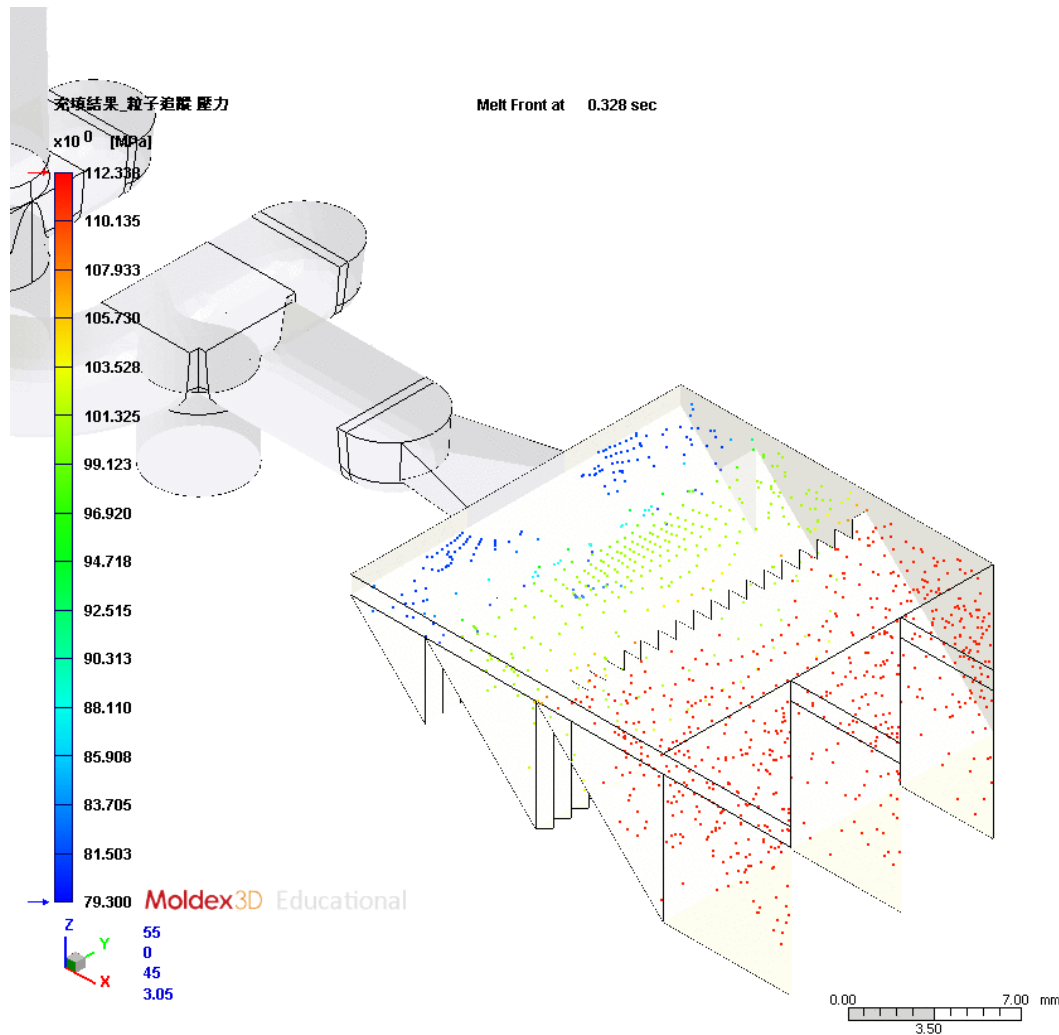 充填結果_粒子追蹤 壓力
Melt Front at 0.328 sec
x10 0 [MPa]
112.338
110.135
107.933
105.730
103.528
101.325
99.123
96.920
94.718
92.515
90.313
88.110
85.908
83.705
81.503
79.300
Moldex3D Educational
Z
Y
X
55
0
45
3.05
0.00 7.00 mm
3.50